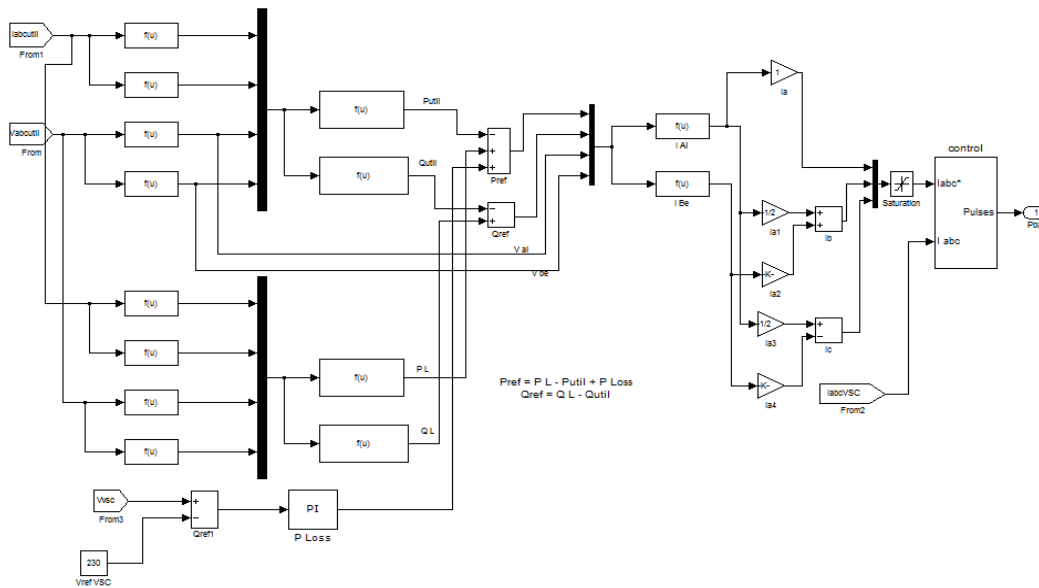 Iabcutil
From1
f(u)
f(u)
Vabcutil
From
f(u)
f(u)
f(u)
f(u)
Putil
Qutil
Pref
Qref
V al
V be
f(u)
I Al
f(u)
I Be
1
Ia
1/2
Ia1
-K-
Ia2
1/2
Ia3
-K-
Ia4
Ib
Ic
Saturation
control
Iabc*
Pulses
I abc
1
IabcVSC
From2
f(u)
f(u)
f(u)
f(u)
f(u)
f(u)
P L
Q L
Pref = P L - Putil + P Loss
Qref = Q L - Qutil
Vvsc
From3
Qref1
PI
P Loss
230
Vref VSC